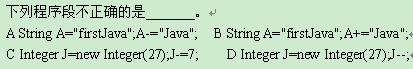 下列程序段不正确的是______。
A String A="firstJava";A-="Java"; B String A="firstJava";A+="Java";
C Integer J=new Integer(27);J-=7; D Integer J=new Integer(27);J--;